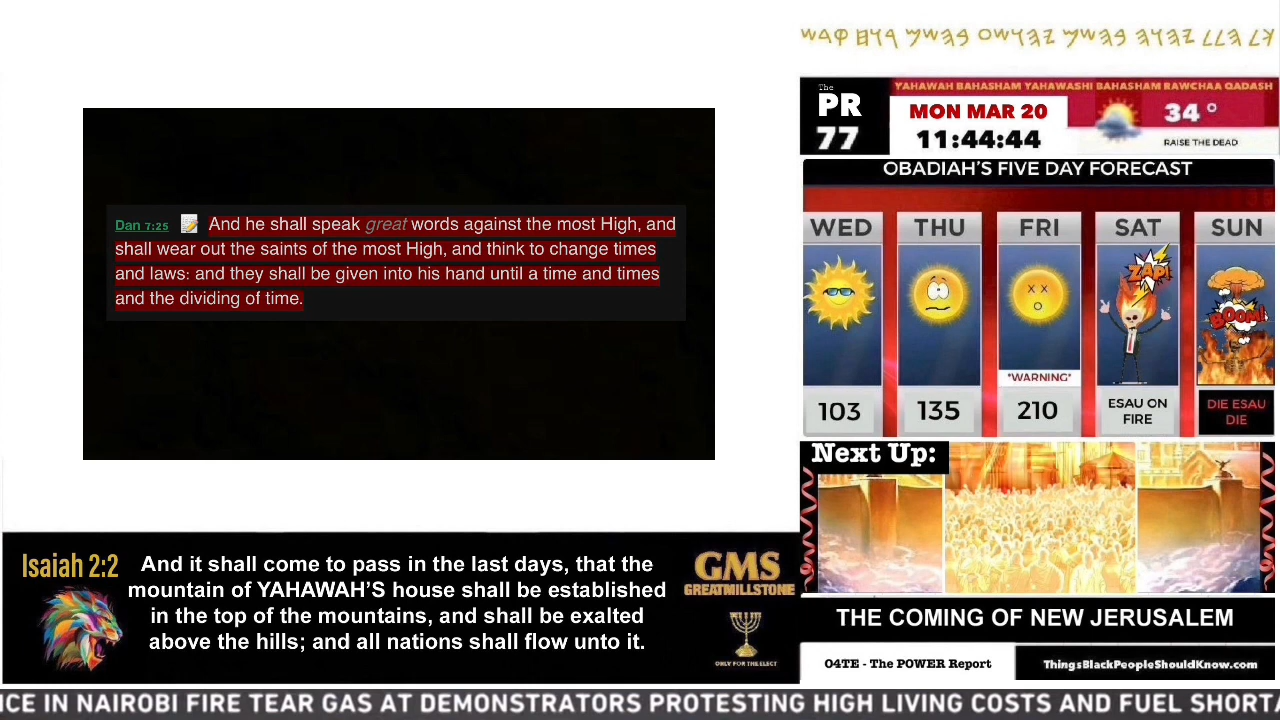 The
PR
77
YAHAWAH BAHASHAM YAHAWASHI BAHASHAM RAWCHAA QADASH
MON MAR 20
11:44:44
34 °
RAISE THE DEAD
OBADIAH'S FIVE DAY FORECAST
WED
THU
FRI
SAT
SUN
ZAP!
BOOM!
*WARNING*
103
135
210
ESAU ON
FIRE
DIE ESAU
DIE
Dan 7:25 And he shall speak great words against the most High, and
shall wear out the saints of the most High, and think to change times
and laws: and they shall be given into his hand until a time and times
and the dividing of time.
Next Up:
THE COMING OF NEW JERUSALEM
O4TE - The POWER Report
ThingsBlackPeopleShouldKnow.com
Isaiah 2:2
And it shall come to pass in the last days, that the
mountain of YAHAWAH'S house shall be established
in the top of the mountains, and shall be exalted
above the hills; and all nations shall flow unto it.
GMS
GREATMILLSTONE
ONLY FOR THE ELECT
ICE IN NAIROBI FIRE TEAR GAS AT DEMONSTRATORS PROTESTING HIGH LIVING COSTS AND FUEL SHORTA